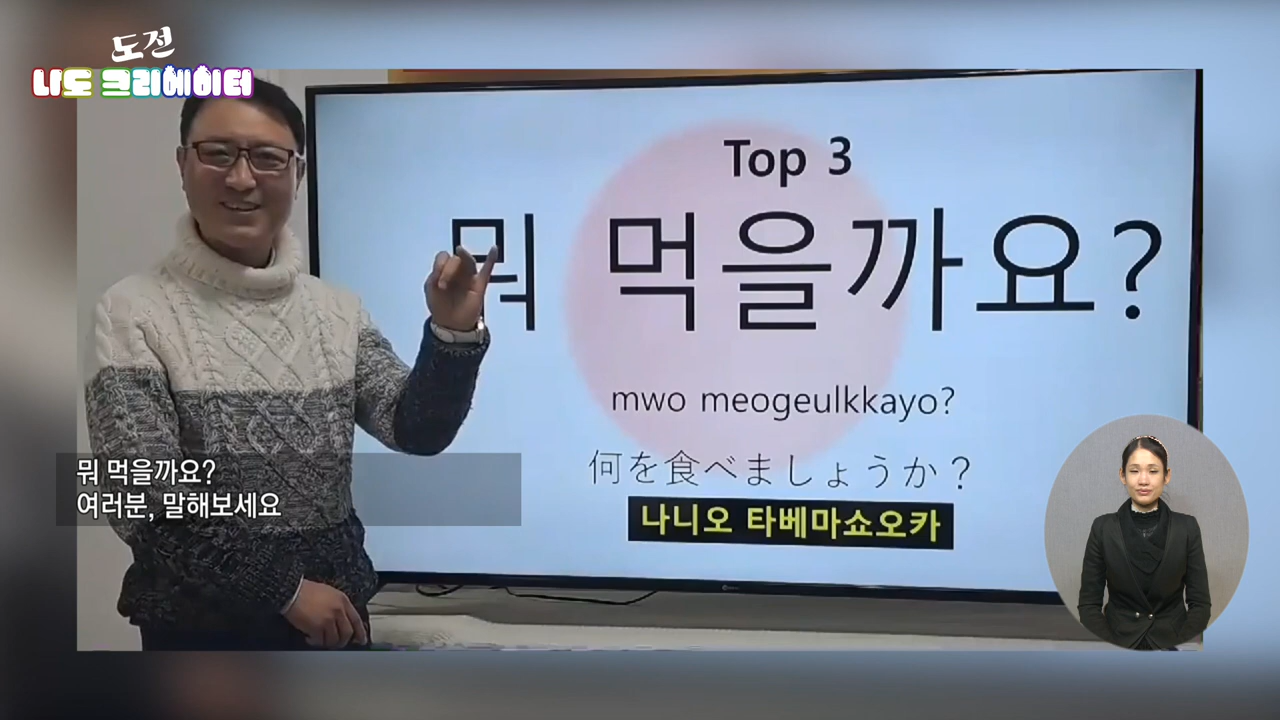 도전
나도 크리에이터
Top 3
뭐 먹을까요?
mwo meogeulkkayo?
何を食べましょうか？
나니오 타베마쇼오카
뭐 먹을까요?
여러분, 말해보세요